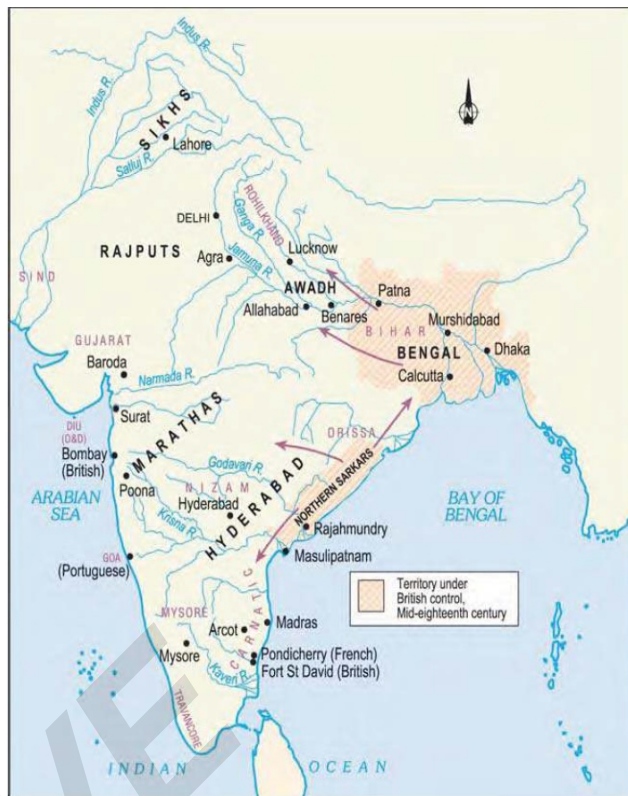 Indus R.
Indus R.
SIKHS
Lahore
Satluj R.
DELHI
ROHILKHAND
Ganga R.
Lucknow
RAJPUTS
Agra
Jamuna R.
SIND
AWADH
Patna
Allahabad
Benares
BIHAR
Murshidabad
GUJARAT
BENGAL
Dhaka
Baroda
Calcutta
Narmada R.
Surat
DIU
(D&D)
MARATHAS
ORISSA
Bombay
(British)
Godavari R.
NORTHERN SARKARS
ARABIAN
SEA
Poona
NIZAM
HYDERABAD
Hyderabad
BAY OF
BENGAL
Krisna R.
Rajahmundry
Masulipatnam
GOA
(Portuguese)
Territory under
British control,
Mid-eighteenth century
CARNATIC
MYSORE
Madras
Arcot
Mysore
Pondicherry (French)
Kaveri R.
Fort St David (British)
TRAVANCORE
INDIAN OCEAN